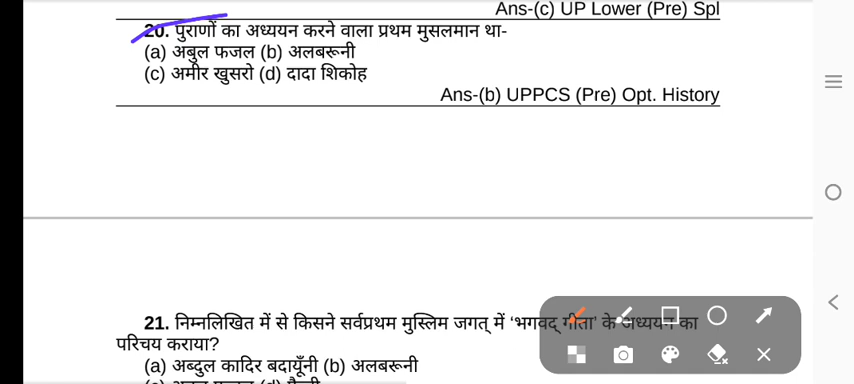 Ans-(c) UP Lower (Pre) Spl
20. पुराणों का अध्ययन करने वाला प्रथम मुसलमान था-
(a) अबुल फजल (b) अलबरूनी
(c) अमीर खुसरो (d) दादा शिकोह
Ans-(b) UPPCS (Pre) Opt. History
21. निम्नलिखित में से किसने सर्वप्रथम मुस्लिम जगत् में ‘भगवद् गीता’ के अध्ययन का
परिचय कराया?
(a) अब्दुल कादिर बदायूँनी (b) अलबरूनी